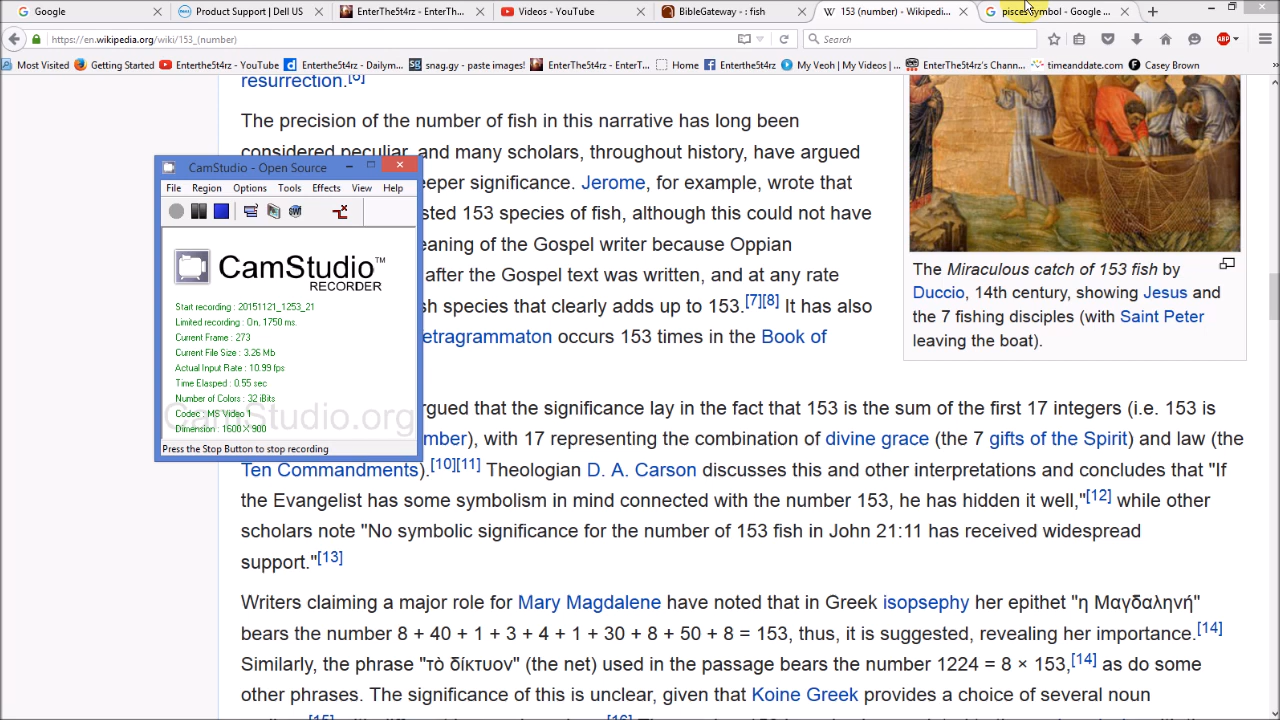 Google
Product Support | Dell US
EnterThe5t4rz - EnterTh...
Videos - YouTube
BibleGateway - : fish
W 153 (number) - Wikipedi...
pisces symbol - Google ...
https://en.wikipedia.org/wiki/153_(number)
Search
ABP
Most Visited
Getting Started
Enterthe5t4rz - YouTube
Enterthe5t4rz - Dailym...
snag.gy - paste images!
EnterThe5t4rz - EnterT...
Home
Enterthe5t4rz
My Veoh | My Videos | ...
EnterThe5t4rz's Chann...
timeanddate.com
Casey Brown
resurrection.[6]
The precision of the number of fish in this narrative has long been
considered peculiar, and many scholars, throughout history, have argued
eeper significance. Jerome, for example, wrote that
sted 153 species of fish, although this could not have
eaning of the Gospel writer because Oppian
after the Gospel text was written, and at any rate
sh species that clearly adds up to 153.[7][8] It has also
etragrammaton occurs 153 times in the Book of
rgued that the significance lay in the fact that 153 is the sum of the first 17 integers (i.e. 153 is
mber), with 17 representing the combination of divine grace (the 7 gifts of the Spirit) and law (the
Ten Commandments).[10][11] Theologian D. A. Carson discusses this and other interpretations and concludes that "If
the Evangelist has some symbolism in mind connected with the number 153, he has hidden it well,"[12] while other
scholars note "No symbolic significance for the number of 153 fish in John 21:11 has received widespread
support."[13]
Writers claiming a major role for Mary Magdalene have noted that in Greek isopsephy her epithet "η Μαγδαληνή"
bears the number 8 + 40 + 1 + 3 + 4 + 1 + 30 + 8 + 50 + 8 = 153, thus, it is suggested, revealing her importance.[14]
Similarly, the phrase "τὸ δίκτυον" (the net) used in the passage bears the number 1224 = 8 × 153,[14] as do some
other phrases. The significance of this is unclear, given that Koine Greek provides a choice of several noun
[15]
[16]
The Miraculous catch of 153 fish by
Duccio, 14th century, showing Jesus and
the 7 fishing disciples (with Saint Peter
leaving the boat).
CamStudio - Open Source
File Region Options Tools Effects View Help
CamStudio™
RECORDER
Start recording : 20151121_1253_21
Limited recording : On, 1750 ms.
Current Frame : 273
Current File Size : 3.26 Mb
Actual Input Rate : 10.99 fps
Time Elasped : 0.55 sec
Number of Colors : 32 iBits
Codec : MS Video 1
Dimension : 1600 X 900
CamStudio.org
Press the Stop Button to stop recording